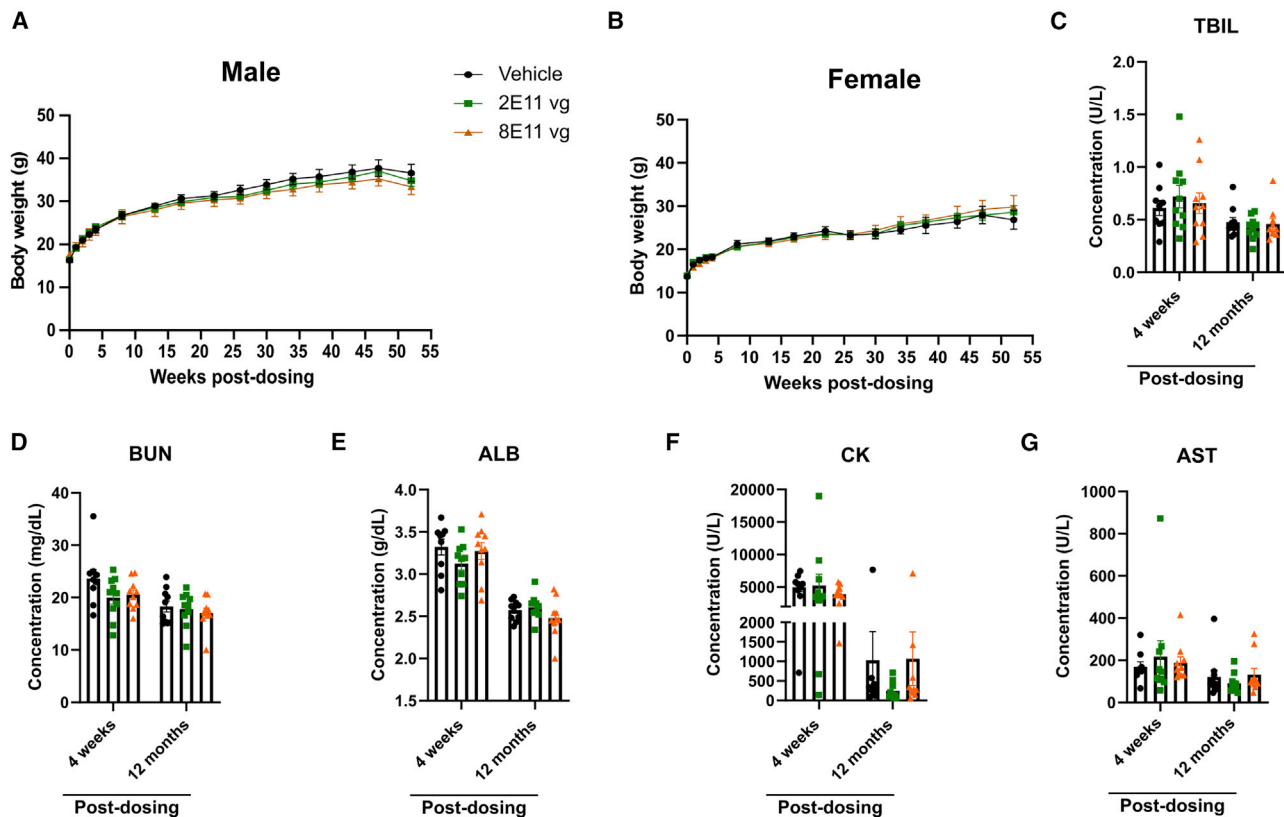 A
Male
Vehicle
2E11 vg
8E11 vg
Body weight (g)
50
40
30
20
10
0
0 5 10 15 20 25 30 35 40 45 50 55
Weeks post-dosing
B
Female
Body weight (g)
50
40
30
20
10
0
0 5 10 15 20 22 26 30 35 40 45 50 55
Weeks post-dosing
C
TBIL
Concentration (U/L)
2.0
1.5
1.0
0.5
0.0
4 weeks
12 months
Post-dosing
D
BUN
Concentration (mg/dL)
40
30
20
10
0
4 weeks
12 months
Post-dosing
E
ALB
Concentration (g/dL)
4.0
3.5
3.0
2.5
2.0
1.5
4 weeks
12 months
Post-dosing
F
CK
Concentration (U/L)
20000
15000
10000
5000
2000
1500
1000
500
0
4 weeks
12 months
Post-dosing
G
AST
Concentration (U/L)
1000
800
600
400
200
0
4 weeks
12 months
Post-dosing